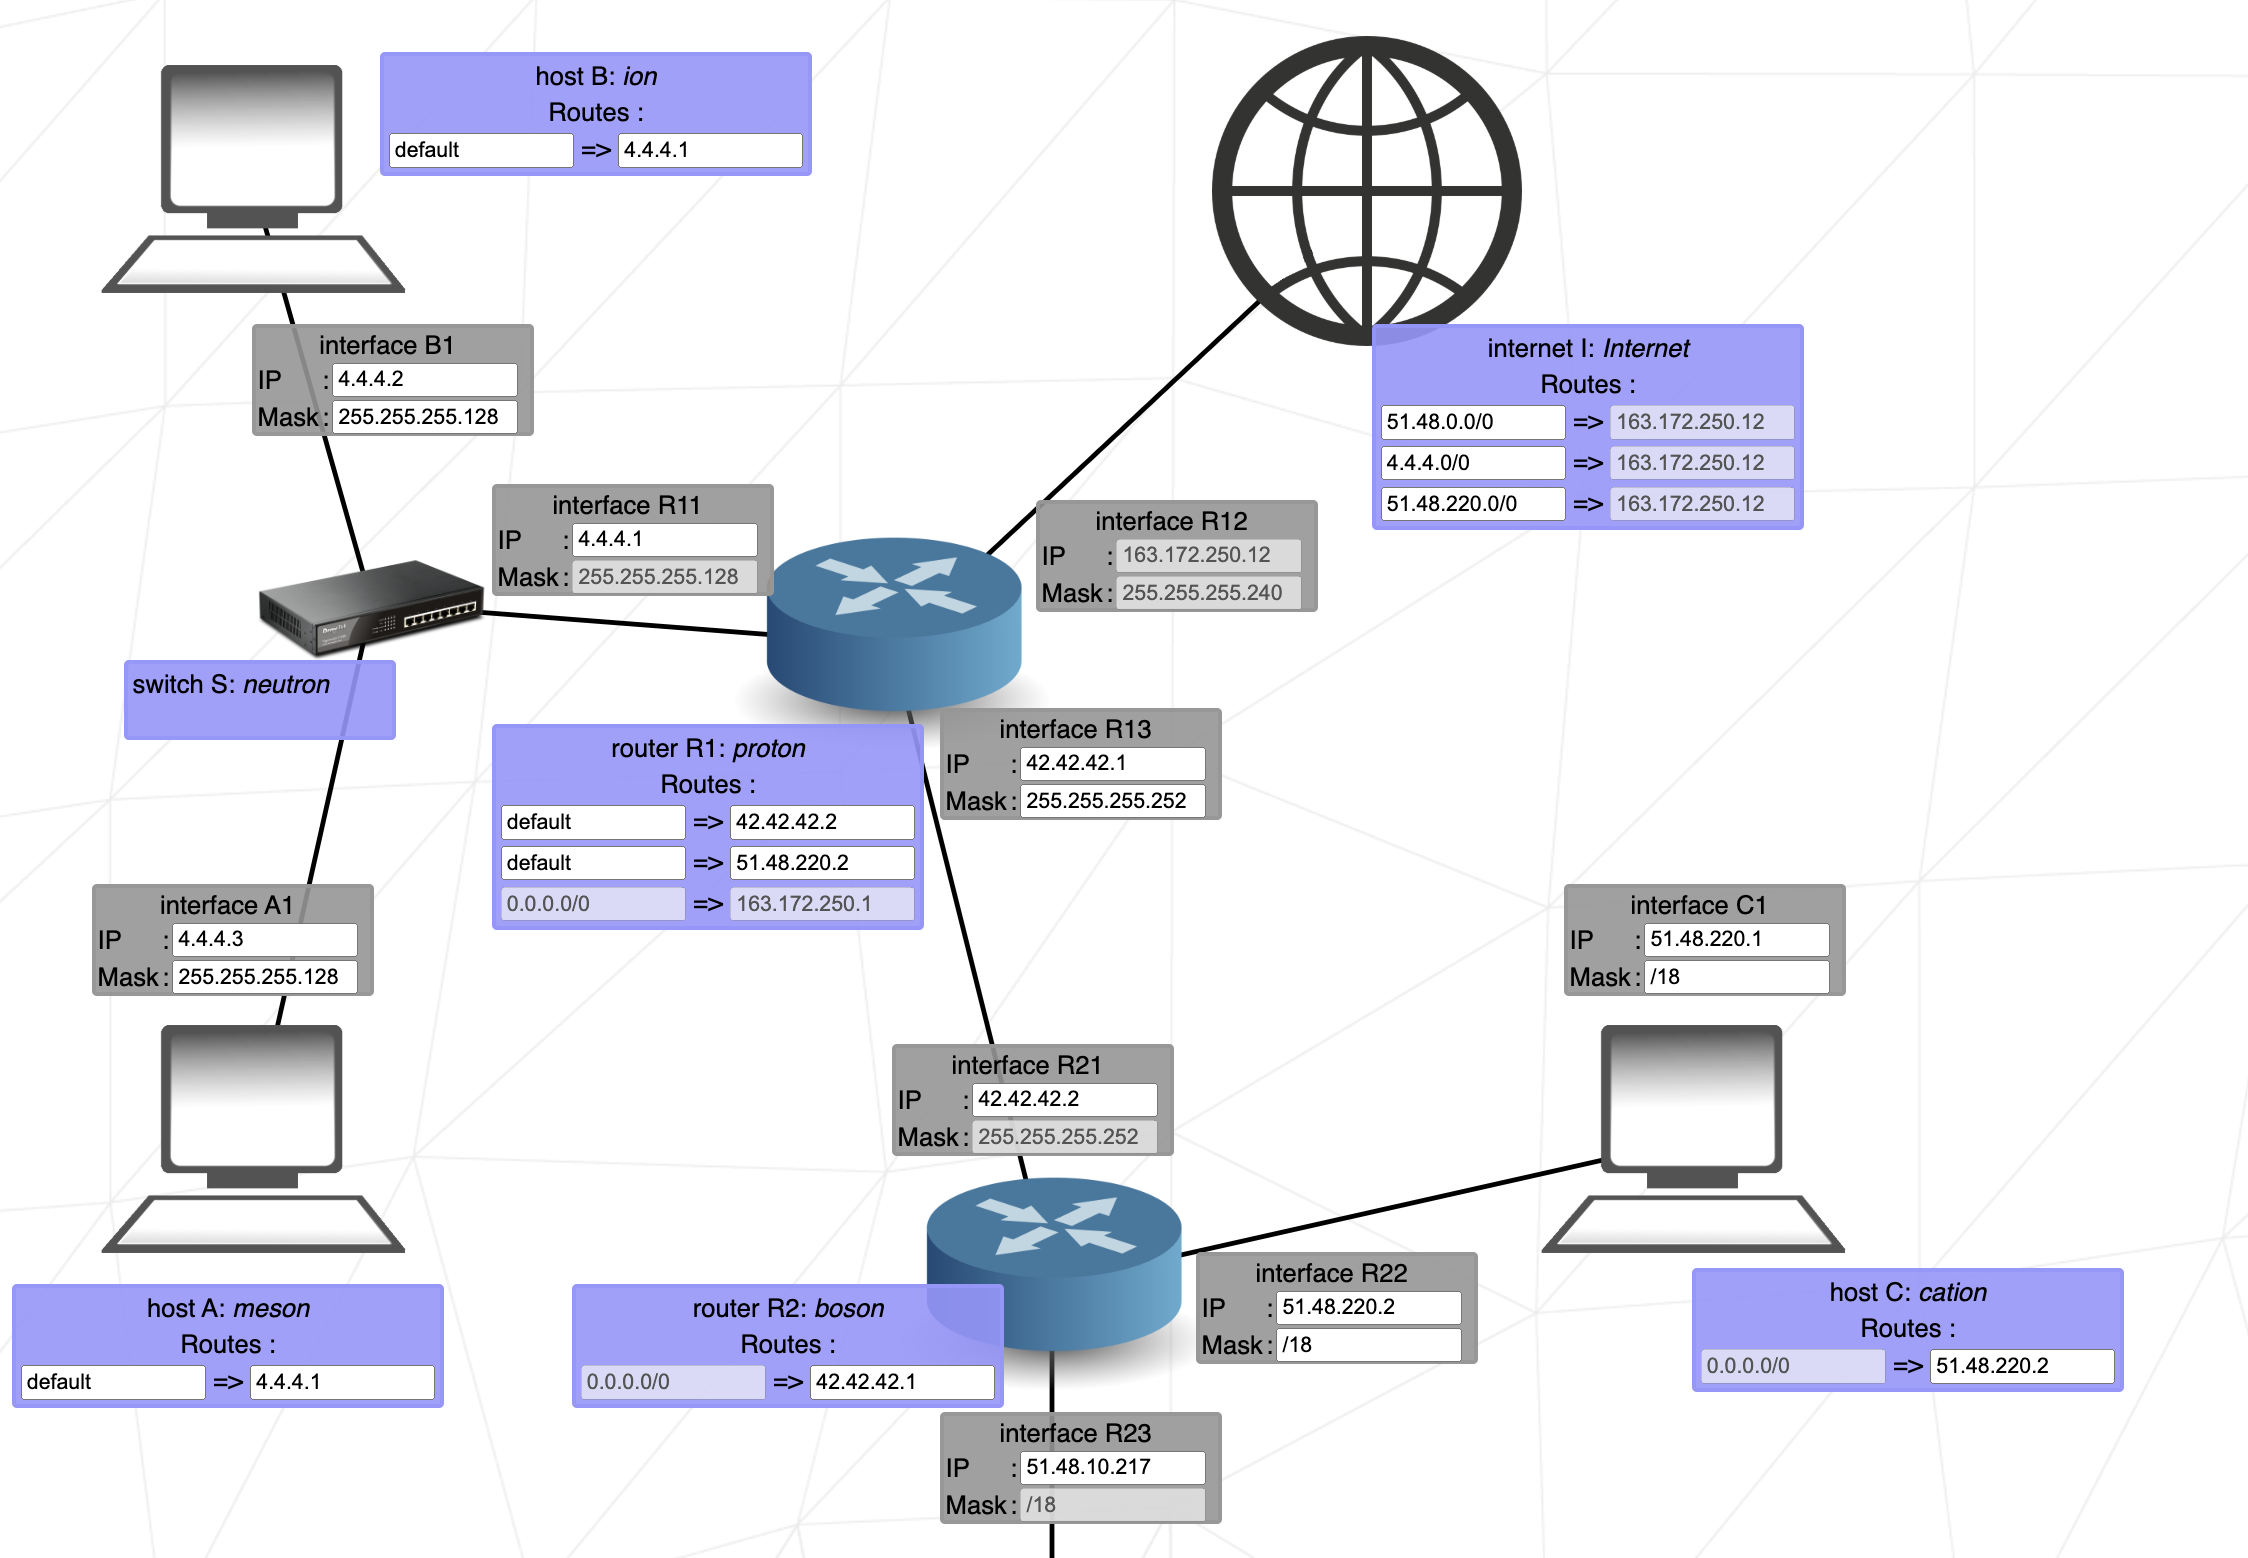 host B: ion
Routes :
default => 4.4.4.1
interface B1
IP : 4.4.4.2
Mask : 255.255.255.128
internet I: Internet
Routes :
51.48.0.0/0 => 163.172.250.12
4.4.4.0/0 => 163.172.250.12
51.48.220.0/0 => 163.172.250.12
interface R11
IP : 4.4.4.1
Mask : 255.255.255.128
interface R12
IP : 163.172.250.12
Mask : 255.255.255.240
switch S: neutron
router R1: proton
Routes :
default => 42.42.42.2
default => 51.48.220.2
0.0.0.0/0 => 163.172.250.1
interface R13
IP : 42.42.42.1
Mask : 255.255.255.252
interface A1
IP : 4.4.4.3
Mask : 255.255.255.128
interface C1
IP : 51.48.220.1
Mask : /18
interface R21
IP : 42.42.42.2
Mask : 255.255.255.252
host A: meson
Routes :
default => 4.4.4.1
router R2: boson
Routes :
0.0.0.0/0 => 42.42.42.1
interface R22
IP : 51.48.220.2
Mask : /18
host C: cation
Routes :
0.0.0.0/0 => 51.48.220.2
interface R23
IP : 51.48.10.217
Mask : /18